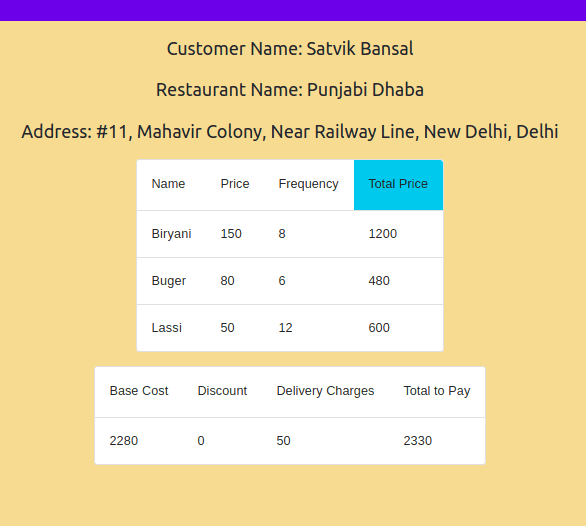 Customer Name: Satvik Bansal
Restaurant Name: Punjabi Dhaba
Address: #11, Mahavir Colony, Near Railway Line, New Delhi, Delhi
Name Price Frequency Total Price
Biryani 150 8 1200
Buger 80 6 480
Lassi 50 12 600
Base Cost Discount Delivery Charges Total to Pay
2280 0 50 2330